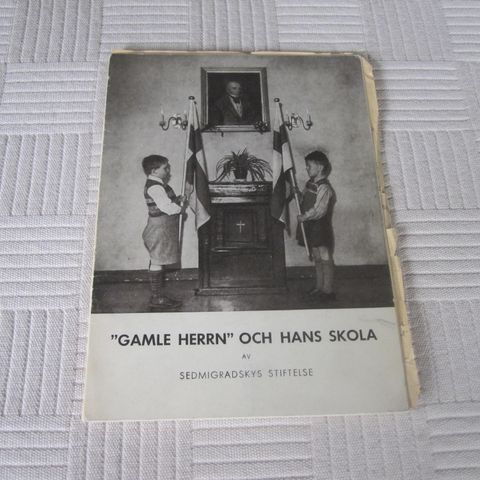 ”GAMLE HERRN” OCH HANS SKOLA
AV
SEDMIGRADSKYS STIFTELSE